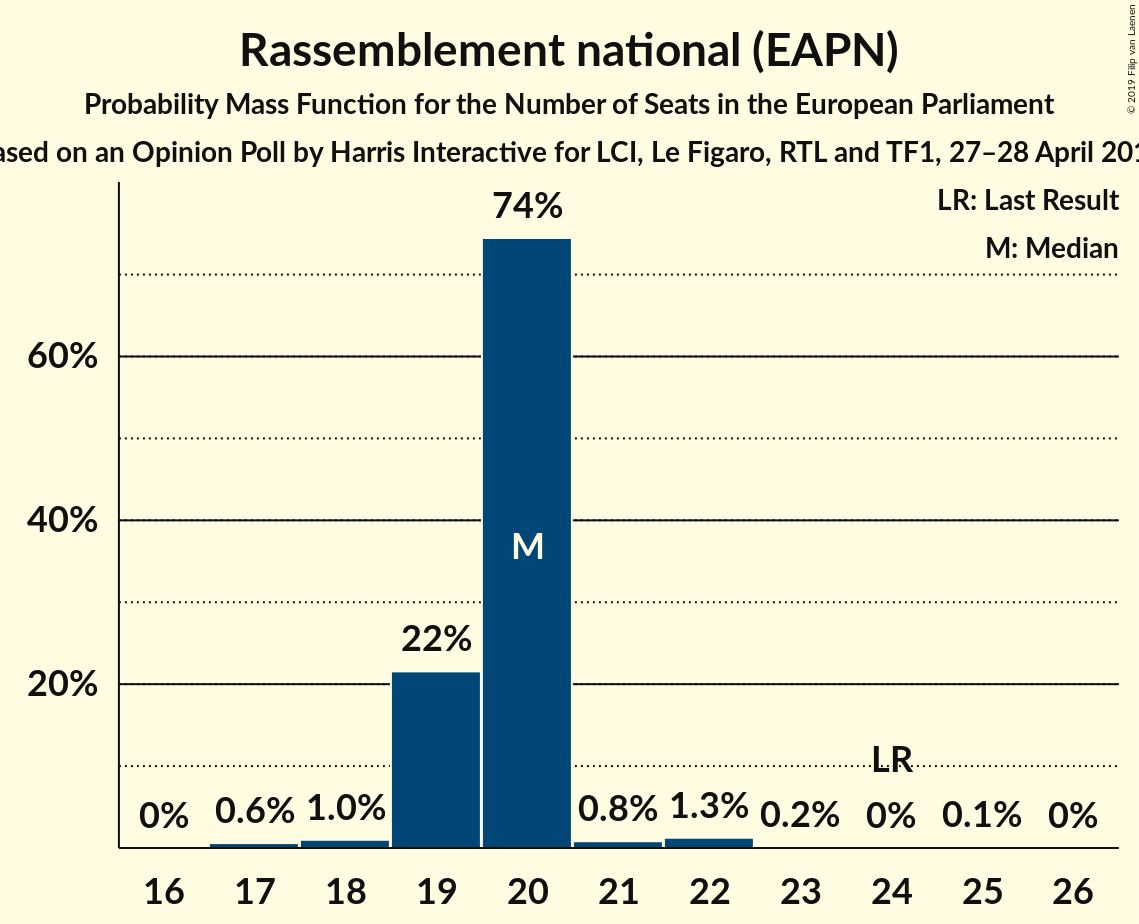 Rassemblement national (EAPN)
Probability Mass Function for the Number of Seats in the European Parliament
on an Opinion Poll by Harris Interactive for LCI, Le Figaro, RTL and TF1, 27–28 April
© 2019 Filip van Laenen
LR: Last Result
M: Median
74%
60%
40%
M
22%
20%
LR
0% 0.6% 1.0% 0.8% 1.3% 0.2% 0% 0.1% 0%
16 17 18 19 20 21 22 23 24 25 26